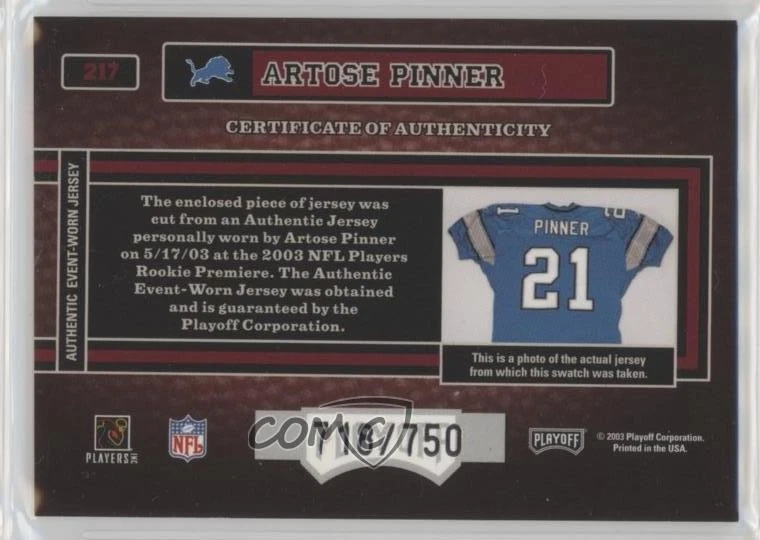 217
ARTOSE PINNER
CERTIFICATE OF AUTHENTICITY
AUTHENTIC EVENT-WORN JERSEY
The enclosed piece of jersey was
cut from an Authentic Jersey
personally worn by Artose Pinner
on 5/17/03 at the 2003 NFL Players
Rookie Premiere. The Authentic
Event-Worn Jersey was obtained
and is guaranteed by the
Playoff Corporation.
21
PINNER
21
This is a photo of the actual jersey
from which this swatch was taken.
PLAYERS INC
NFL
COMC
718/750
PLAYOFF
© 2003 Playoff Corporation.
Printed in the USA.